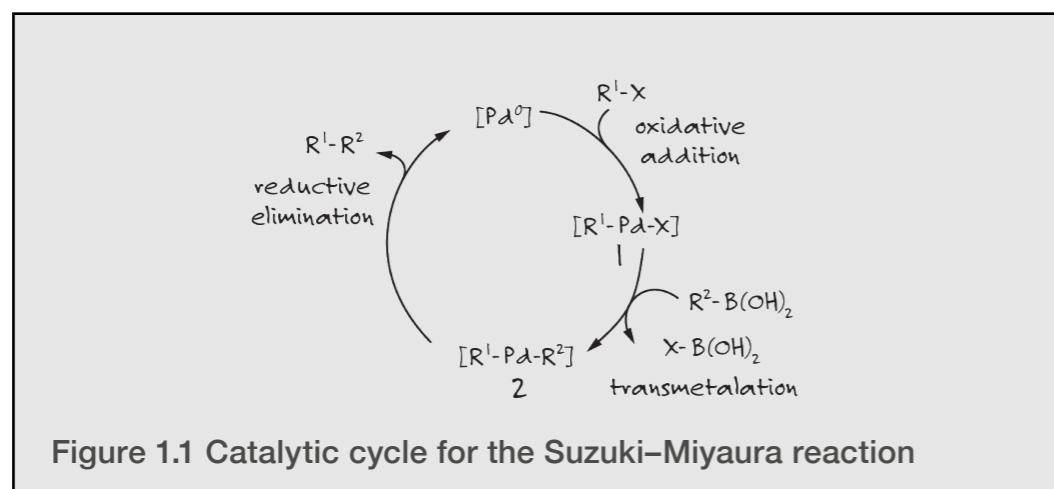 [Pd⁰]
R¹-X
oxidative
addition
[R¹-Pd-X]
1
R²-B(OH)₂
X-B(OH)₂
transmetalation
[R¹-Pd-R²]
2
R¹-R²
reductive
elimination
Figure 1.1 Catalytic cycle for the Suzuki–Miyaura reaction